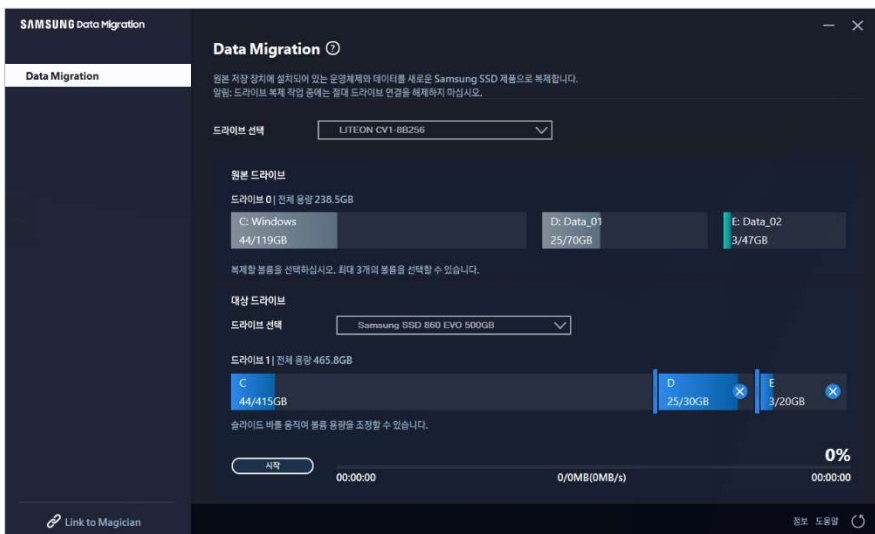 SAMSUNG Data Migration
Data Migration
Data Migration ?
원본 저장 장치에 설치되어 있는 운영체제와 데이터를 새로운 Samsung SSD 제품으로 복제합니다.
알림: 드라이브 복제 작업 중에는 절대 드라이브 연결을 해제하지 마십시오.
드라이브 선택
LITEON CV1-8B256
원본 드라이브
드라이브 0 | 전체 용량 238.5GB
C: Windows
44/119GB
D: Data_01
25/70GB
E: Data_02
3/47GB
복제할 볼륨을 선택하십시오. 최대 3개의 볼륨을 선택할 수 있습니다.
대상 드라이브
드라이브 선택
Samsung SSD 860 EVO 500GB
드라이브 1 | 전체 용량 465.8GB
C
44/415GB
D
25/30GB
E
3/20GB
슬라이드 바를 움직여 볼륨 용량을 조정할 수 있습니다.
시작
0%
00:00:00
0/0MB(0MB/s)
00:00:00
Link to Magician
정보 도움말